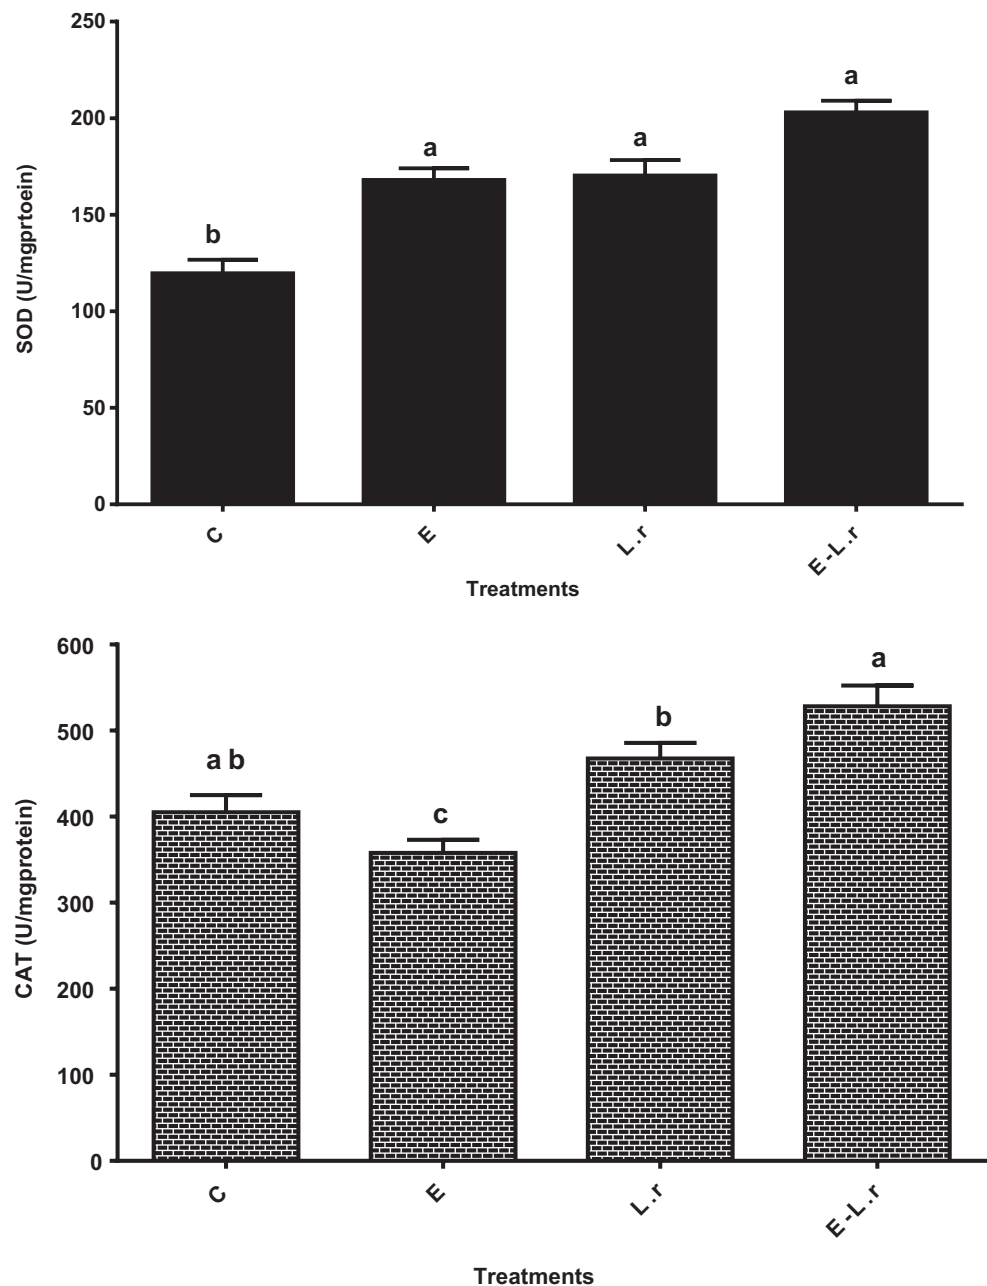 250
200
150
100
50
0
SOD (U/mgprtoein)
b
a
a
a
C
E
L.r
E-L.r
Treatments
600
500
400
300
200
100
0
CAT (U/mgprotein)
a b
c
b
a
C
E
L.r
E-L.r
Treatments